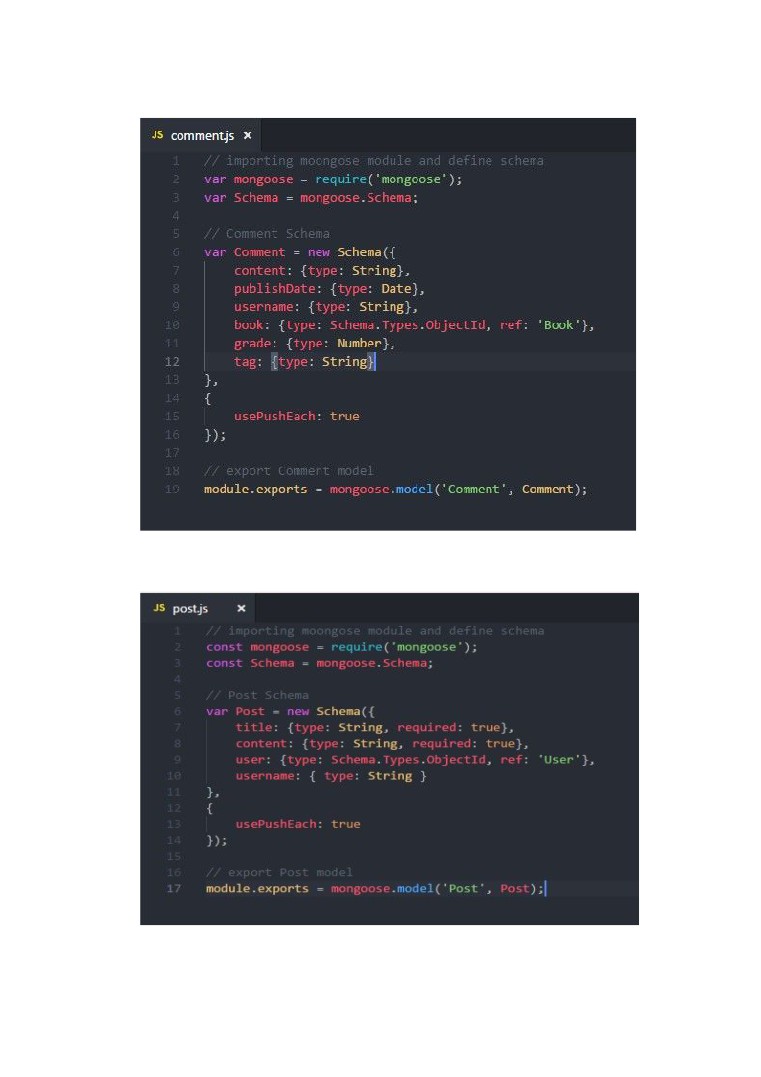 JS comment.js ×
1 // importing moongose module and define schema
2 var mongoose = require('mongoose');
3 var Schema = mongoose.Schema;
4
5 // Comment Schema
6 var Comment = new Schema({
7 content: {type: String},
8 publishDate: {type: Date},
9 username: {type: String},
10 book: {type: Schema.Types.ObjectId, ref: 'Book'},
11 grade: {type: Number},
12 tag: {type: String}
13 },
14 {
15 usePushEach: true
16 });
17
18 // export Comment model
19 module.exports = mongoose.model('Comment', Comment);
JS post.js ×
1 // importing moongose module and define schema
2 const mongoose = require('mongoose');
3 const Schema = mongoose.Schema;
4
5 // Post Schema
6 var Post = new Schema({
7 title: {type: String, required: true},
8 content: {type: String, required: true},
9 user: {type: Schema.Types.ObjectId, ref: 'User'},
10 username: { type: String }
11 },
12 {
13 usePushEach: true
14 });
15
16 // export Post model
17 module.exports = mongoose.model('Post', Post);